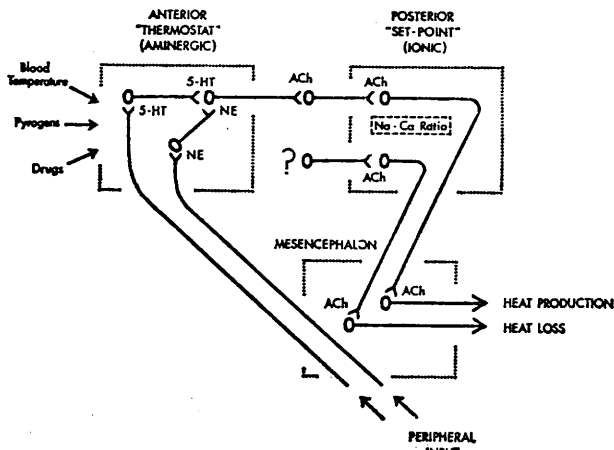 ANTERIOR
"THERMOSTAT"
(AMINERGIC)
POSTERIOR
"SET-POINT"
(IONIC)
Blood
Temperature
Pyrogens
Drugs
5-HT
5-HT
NE
NE
ACh
ACh
Na-Ca Ratio
?
ACh
MESENCEPHALON
ACh
ACh
HEAT PRODUCTION
HEAT LOSS
PERIPHERAL
INPUT